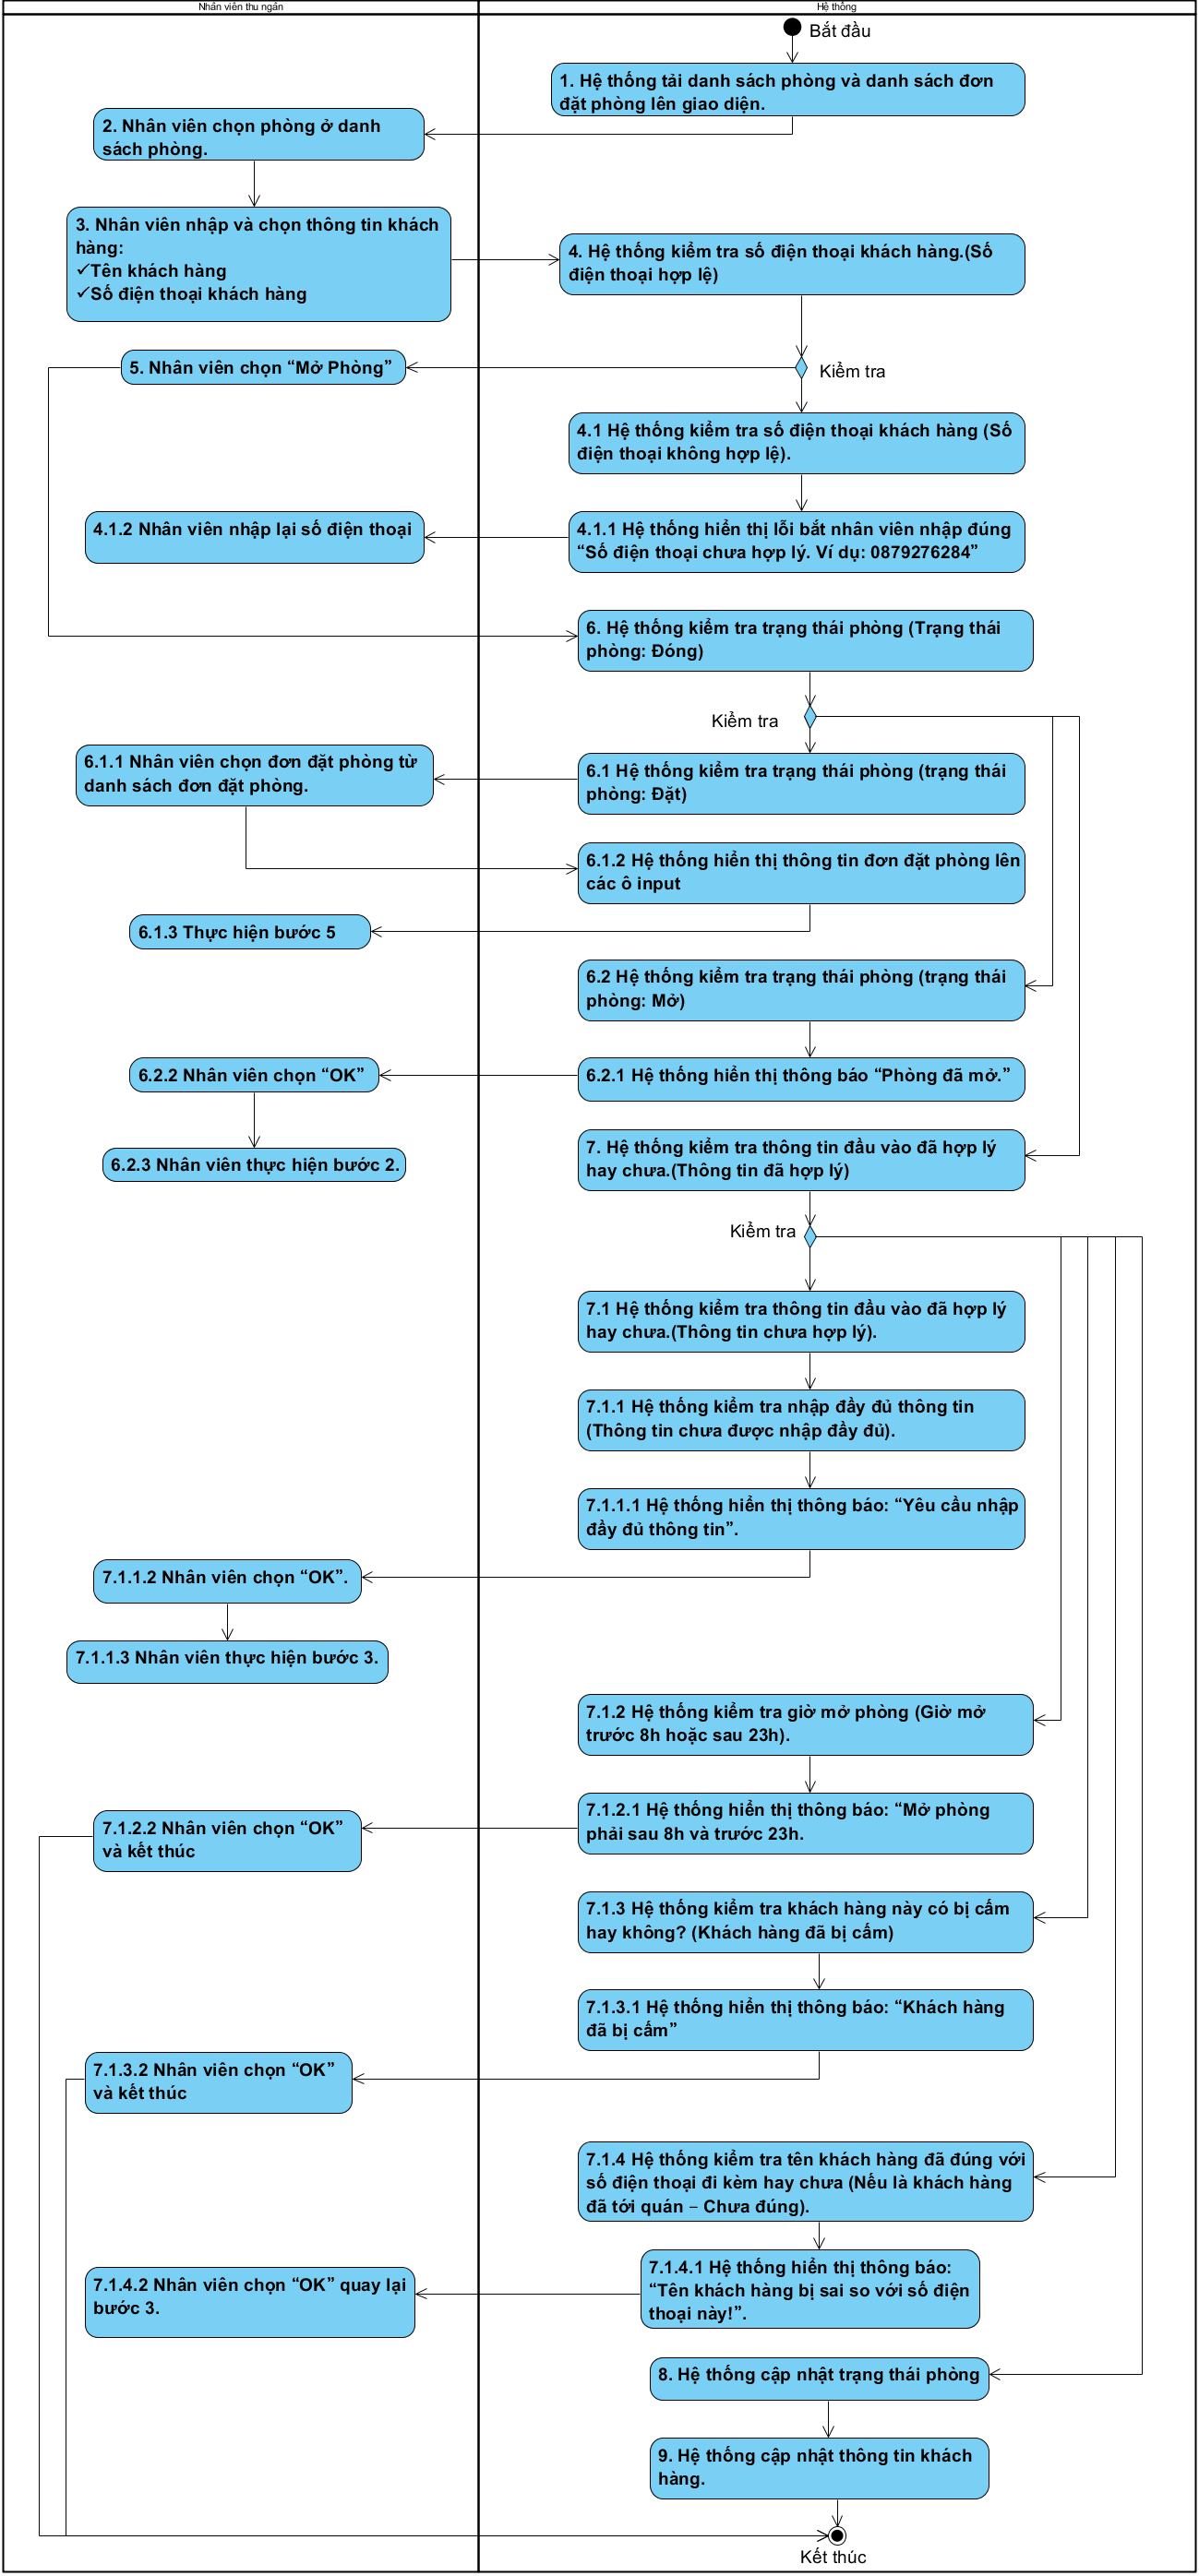 Nhân viên thu ngân
Hệ thống
Bắt đầu
1. Hệ thống tải danh sách phòng và danh sách đơn
đặt phòng lên giao diện.
2. Nhân viên chọn phòng ở danh
sách phòng.
3. Nhân viên nhập và chọn thông tin khách
hàng:
✓Tên khách hàng
✓Số điện thoại khách hàng
4. Hệ thống kiểm tra số điện thoại khách hàng.(Số
điện thoại hợp lệ)
5. Nhân viên chọn “Mở Phòng”
Kiểm tra
4.1 Hệ thống kiểm tra số điện thoại khách hàng (Số
điện thoại không hợp lệ).
4.1.2 Nhân viên nhập lại số điện thoại
4.1.1 Hệ thống hiển thị lỗi bắt nhân viên nhập đúng
“Số điện thoại chưa hợp lý. Ví dụ: 0879276284”
6. Hệ thống kiểm tra trạng thái phòng (Trạng thái
phòng: Đóng)
Kiểm tra
6.1.1 Nhân viên chọn đơn đặt phòng từ
danh sách đơn đặt phòng.
6.1 Hệ thống kiểm tra trạng thái phòng (trạng thái
phòng: Đặt)
6.1.2 Hệ thống hiển thị thông tin đơn đặt phòng lên
các ô input
6.1.3 Thực hiện bước 5
6.2 Hệ thống kiểm tra trạng thái phòng (trạng thái
phòng: Mở)
6.2.2 Nhân viên chọn “OK”
6.2.1 Hệ thống hiển thị thông báo “Phòng đã mở.”
6.2.3 Nhân viên thực hiện bước 2.
7. Hệ thống kiểm tra thông tin đầu vào đã hợp lý
hay chưa.(Thông tin đã hợp lý)
Kiểm tra
7.1 Hệ thống kiểm tra thông tin đầu vào đã hợp lý
hay chưa.(Thông tin chưa hợp lý).
7.1.1 Hệ thống kiểm tra nhập đầy đủ thông tin
(Thông tin chưa được nhập đầy đủ).
7.1.1.1 Hệ thống hiển thị thông báo: “Yêu cầu nhập
đầy đủ thông tin”.
7.1.1.2 Nhân viên chọn “OK”.
7.1.1.3 Nhân viên thực hiện bước 3.
7.1.2 Hệ thống kiểm tra giờ mở phòng (Giờ mở
trước 8h hoặc sau 23h).
7.1.2.1 Hệ thống hiển thị thông báo: “Mở phòng
phải sau 8h và trước 23h.
7.1.2.2 Nhân viên chọn “OK”
và kết thúc
7.1.3 Hệ thống kiểm tra khách hàng này có bị cấm
hay không? (Khách hàng đã bị cấm)
7.1.3.1 Hệ thống hiển thị thông báo: “Khách hàng
đã bị cấm”
7.1.3.2 Nhân viên chọn “OK”
và kết thúc
7.1.4 Hệ thống kiểm tra tên khách hàng đã đúng với
số điện thoại đi kèm hay chưa (Nếu là khách hàng
đã tới quán – Chưa đúng).
7.1.4.1 Hệ thống hiển thị thông báo:
“Tên khách hàng bị sai so với số điện
thoại này!”.
7.1.4.2 Nhân viên chọn “OK” quay lại
bước 3.
8. Hệ thống cập nhật trạng thái phòng
9. Hệ thống cập nhật thông tin khách
hàng.
Kết thúc